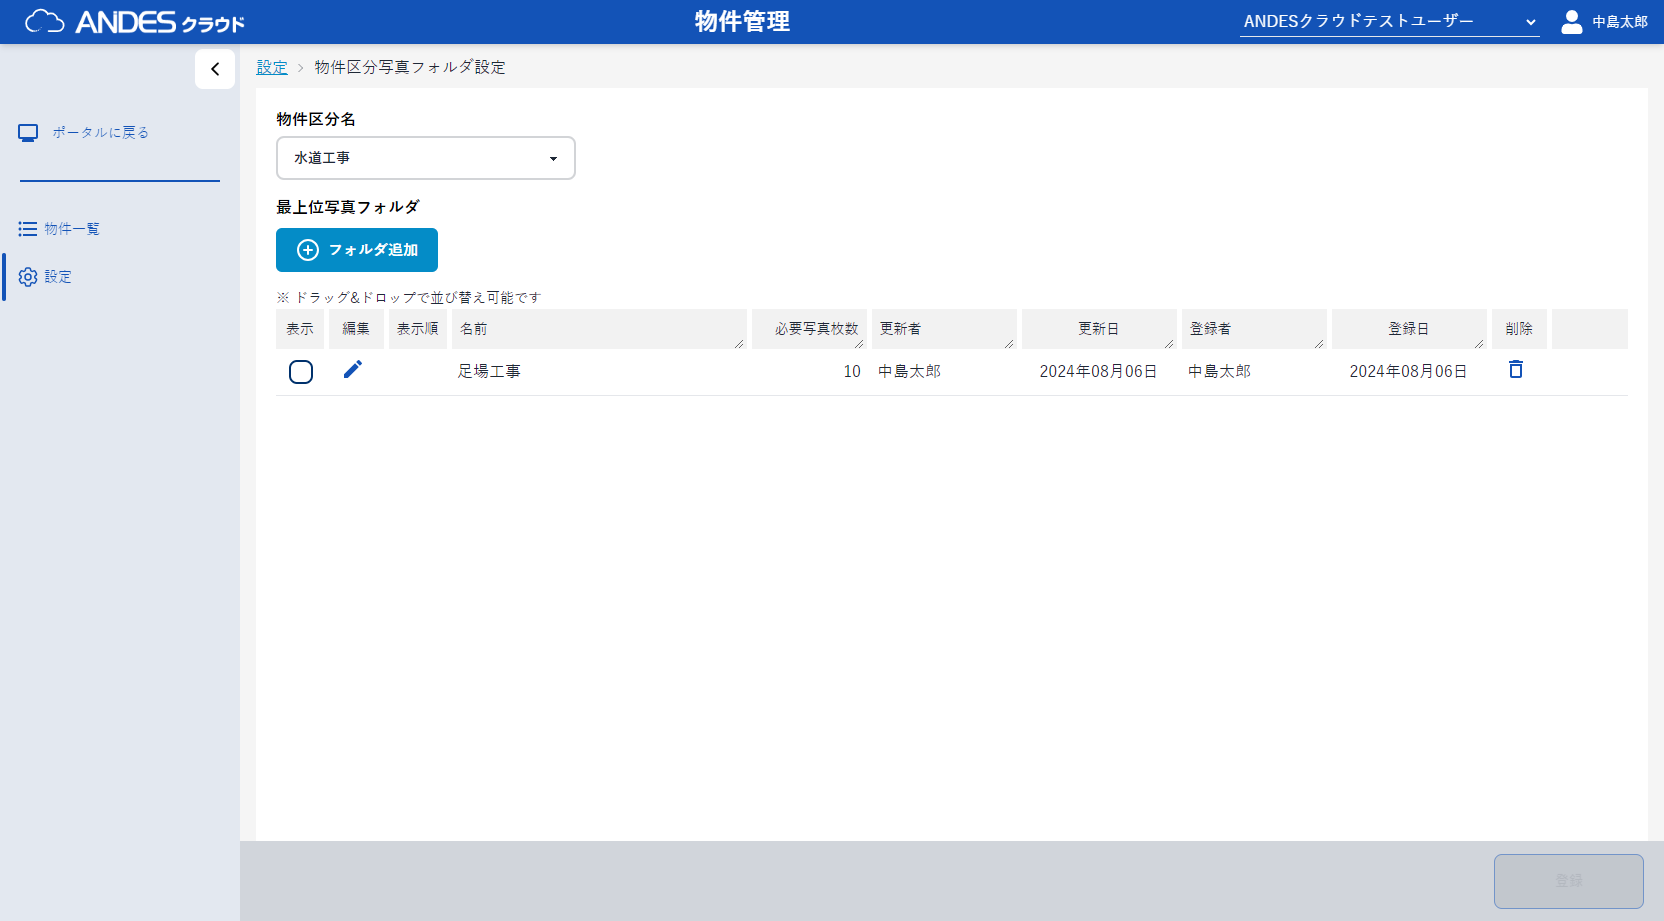 ANDES クラウド
物件管理
ANDESクラウドテストユーザー
中島太郎
設定 > 物件区分写真フォルダ設定
ポータルに戻る
物件一覧
設定
物件区分名
水道工事
最上位写真フォルダ
フォルダ追加
※ ドラッグ&ドロップで並び替え可能です
表示 編集 表示順 名前 必要写真枚数 更新者 更新日 登録者 登録日 削除
足場工事 10 中島太郎 2024年08月06日 中島太郎 2024年08月06日
登録